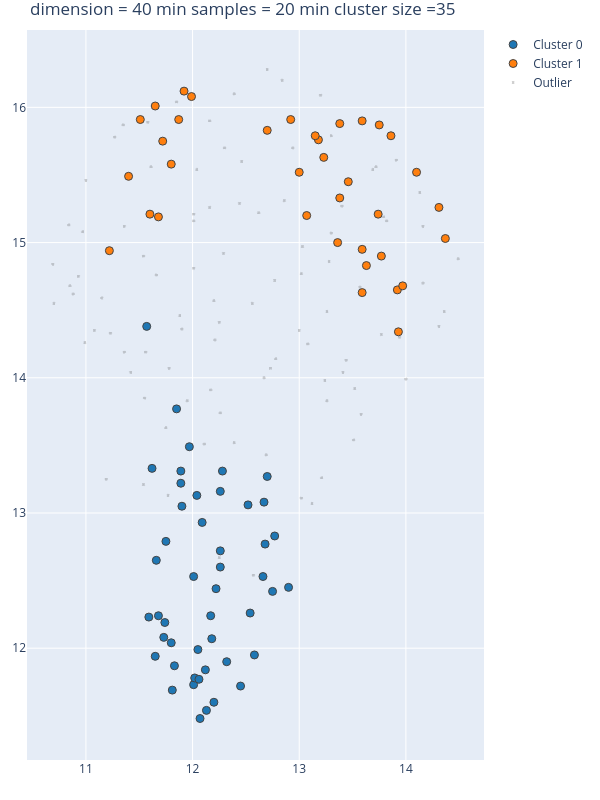 dimension = 40 min samples = 20 min cluster size =35
Cluster 0
Cluster 1
Outlier
16
15
14
13
12
11 12 13 14